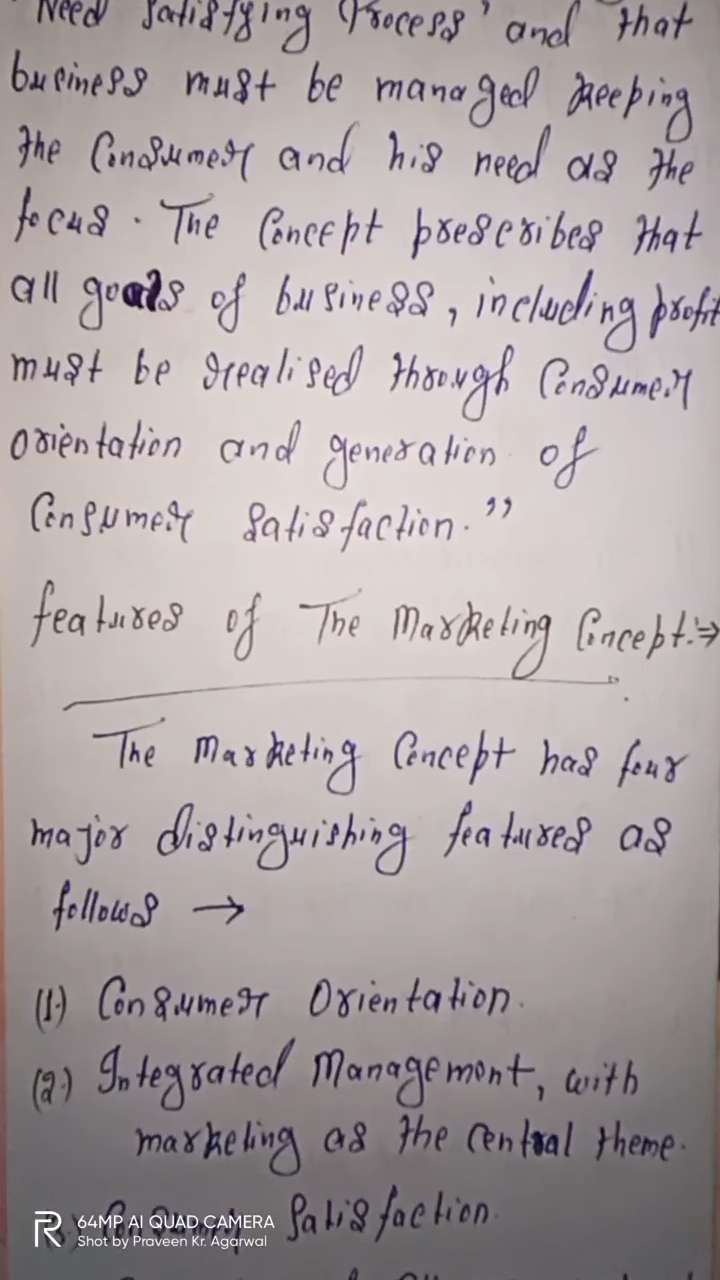 Need Satisfying Process' and that
business must be managed keeping
the Consumer and his need as the
focus. The Concept prescribes that
all goals of business, including profit
must be realised through Consumer
orientation and generation of
Consumer Satisfaction."
features of The Marketing Concept:⇒
The Marketing Concept has four
major distinguishing features as
follows →
(1.) Consumer Orientation.
(2.) Integrated Management, with
marketing as the central theme.
(3.) Consumer Satisfaction.
64MP AI QUAD CAMERA
Shot by Praveen Kr. Agarwal